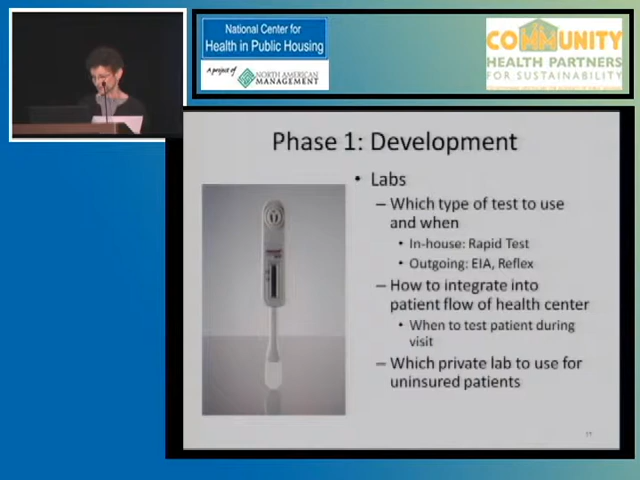 National Center for
Health in Public Housing
A project of
NORTH AMERICAN
MANAGEMENT
COMMUNITY
HEALTH PARTNERS
FOR SUSTAINABILITY
Phase 1: Development
• Labs
– Which type of test to use
and when
• In-house: Rapid Test
• Outgoing: EIA, Reflex
– How to integrate into
patient flow of health center
• When to test patient during
visit
– Which private lab to use for
uninsured patients